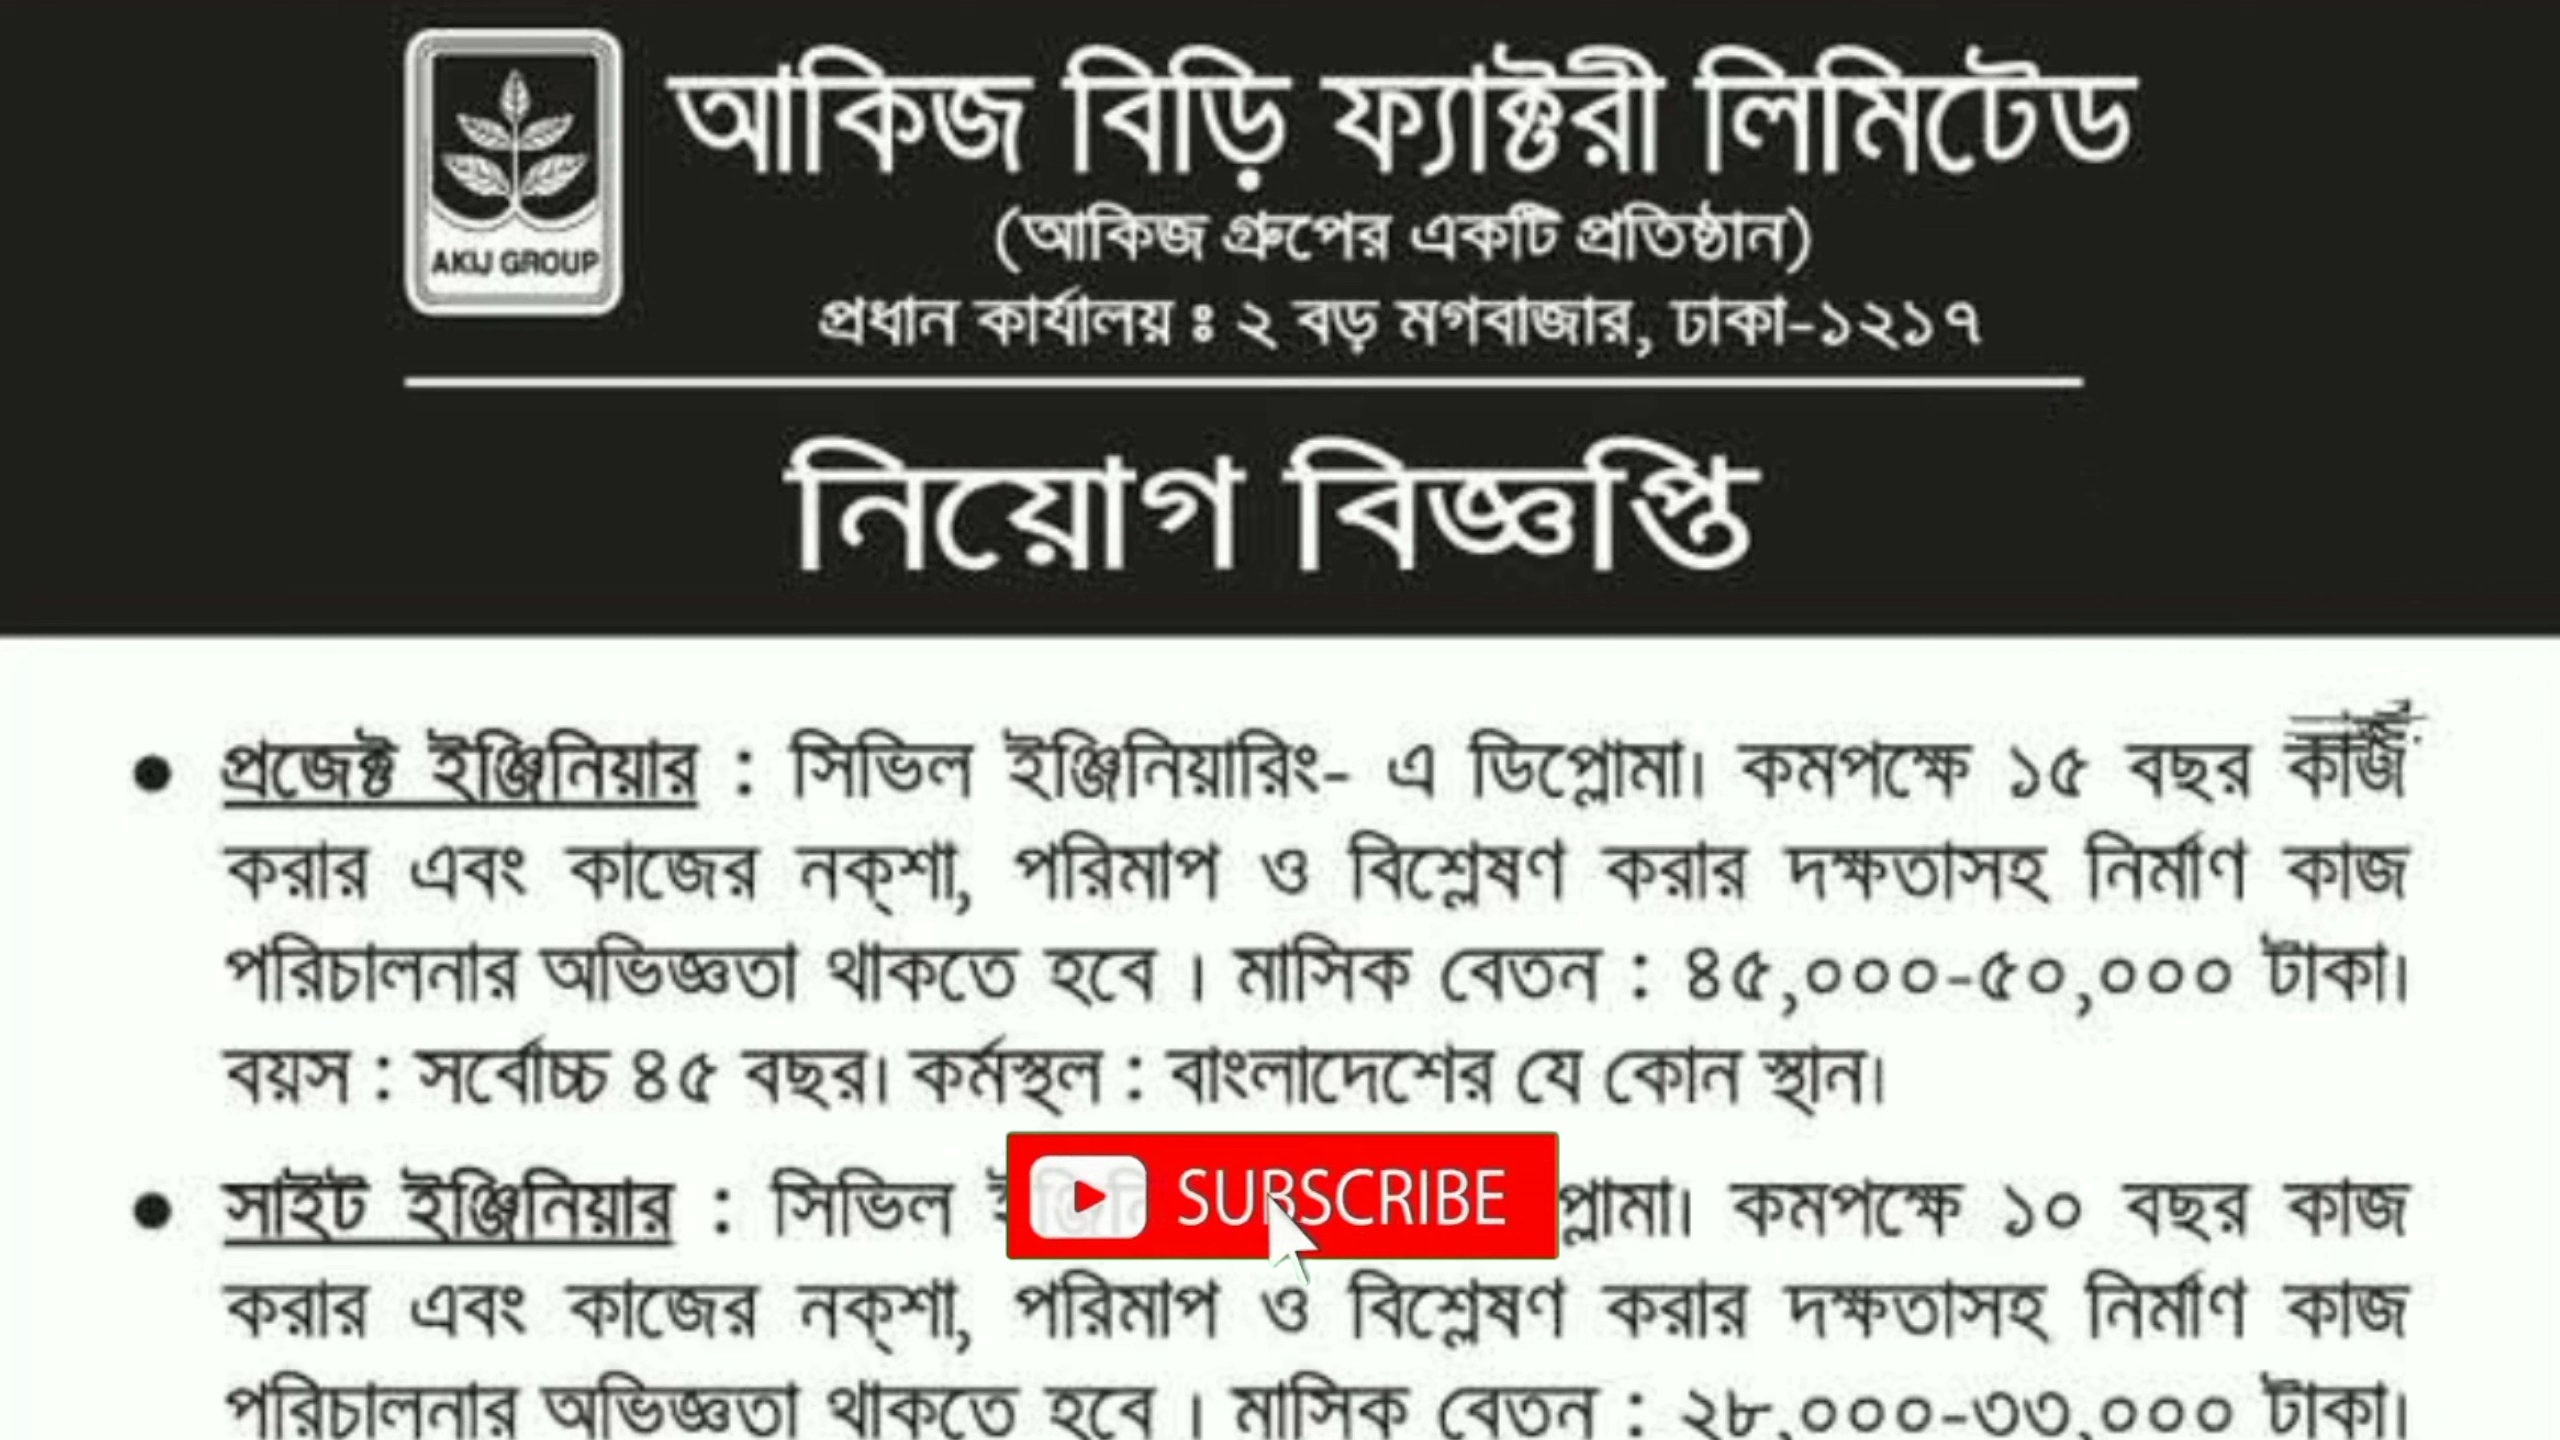 AKIJ GROUP
আকিজ বিড়ি ফ্যাক্টরী লিমিটেড
(আকিজ গ্রুপের একটি প্রতিষ্ঠান)
প্রধান কার্যালয় ঃ ২ বড় মগবাজার, ঢাকা-১২১৭
নিয়োগ বিজ্ঞপ্তি
● প্রজেক্ট ইঞ্জিনিয়ার : সিভিল ইঞ্জিনিয়ারিং- এ ডিপ্লোমা। কমপক্ষে ১৫ বছর কাজ
করার এবং কাজের নক্শা, পরিমাপ ও বিশ্লেষণ করার দক্ষতাসহ নির্মাণ কাজ
পরিচালনার অভিজ্ঞতা থাকতে হবে । মাসিক বেতন : ৪৫,০০০-৫০,০০০ টাকা।
বয়স : সর্বোচ্চ ৪৫ বছর। কর্মস্থল : বাংলাদেশের যে কোন স্থান।
● সাইট ইঞ্জিনিয়ার : সিভিল SUBSCRIBE প্লোমা। কমপক্ষে ১০ বছর কাজ
করার এবং কাজের নক্শা, পরিমাপ ও বিশ্লেষণ করার দক্ষতাসহ নির্মাণ কাজ
পরিচালনার অভিজ্ঞতা থাকতে হবে । মাসিক বেতন : ২৮,০০০-৩৩,০০০ টাকা।